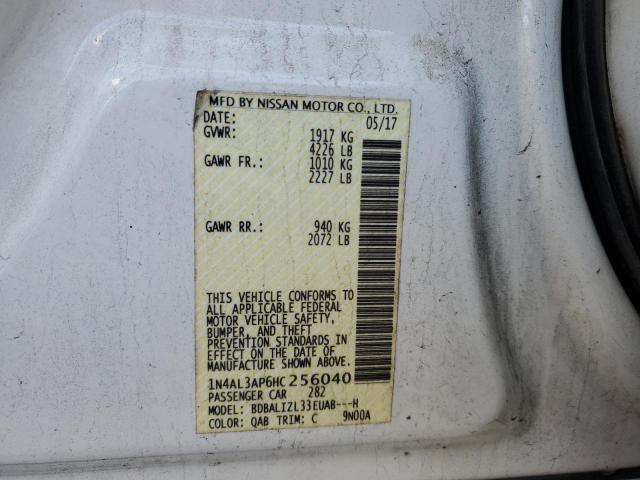 MFD BY NISSAN MOTOR CO., LTD.
DATE: 05/17
GVWR: 1917 KG
4226 LB
GAWR FR.: 1010 KG
2227 LB
GAWR RR.: 940 KG
2072 LB
THIS VEHICLE CONFORMS TO
ALL APPLICABLE FEDERAL
MOTOR VEHICLE SAFETY,
BUMPER, AND THEFT
PREVENTION STANDARDS IN
EFFECT ON THE DATE OF
MANUFACTURE SHOWN ABOVE.
1N4AL3AP6HC256040
PASSENGER CAR 282
MODEL: BDBALIZL33EUAB---H
COLOR: QAB TRIM: C 9N00A